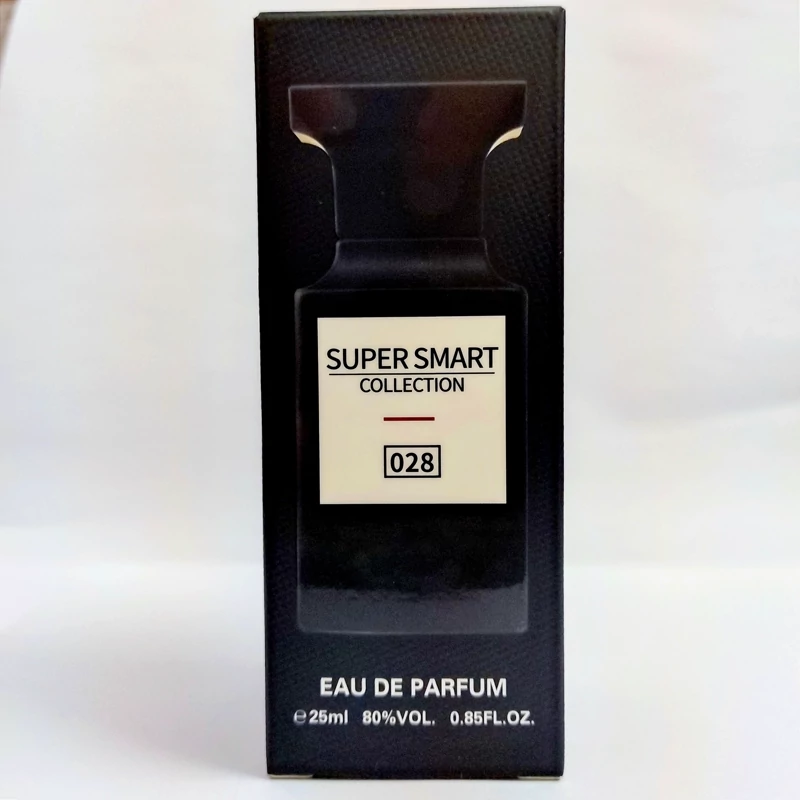 SUPER SMART
COLLECTION
028
EAU DE PARFUM
℮25ml 80%VOL. 0.85FL.OZ.